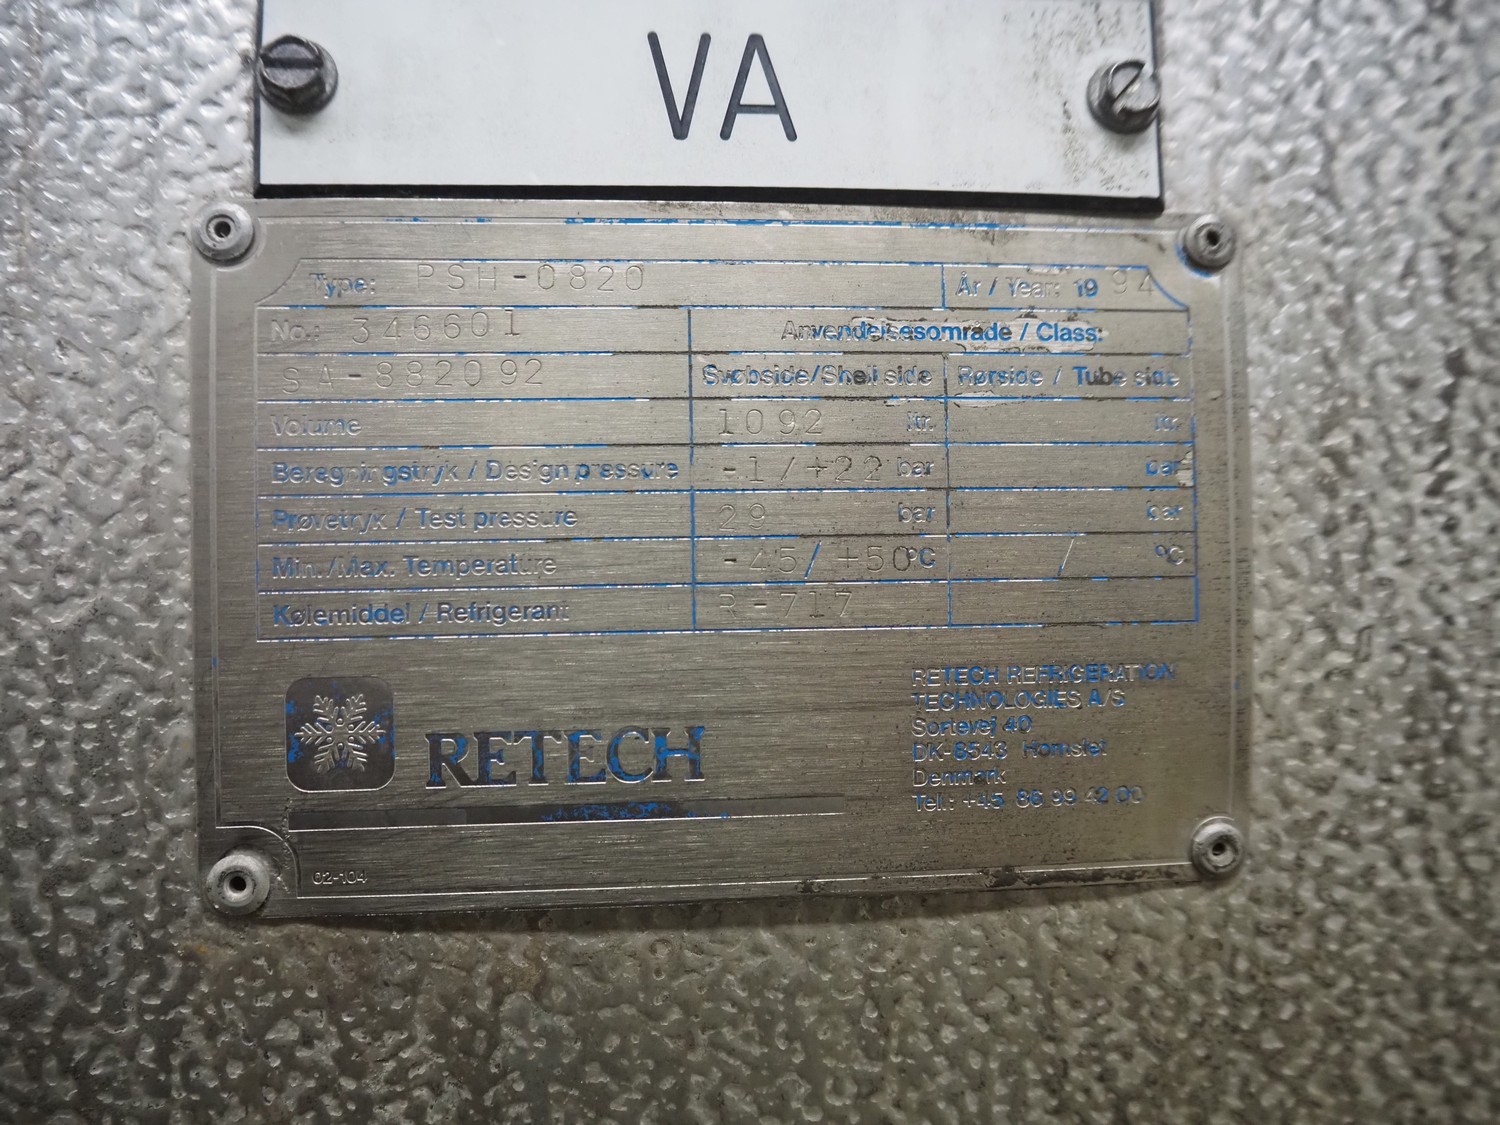 VA
Type: PSH-0820 År / Year: 19 94
No.: 346601 Anvendelsesområde / Class:
SA-882092 Svøbside/Shell side Rørside / Tube side
Volume 1092 ltr. ltr.
Beregningstryk / Design pressure -1/+22 bar bar
Prøvetryk / Test pressure 29 bar bar
Min./Max. Temperature -45/+50 °C / °C
Kølemiddel / Refrigerant R-717
RETECH
RETECH REFRIGERATION
TECHNOLOGIES A/S
Sortevej 40
DK-8543 Hornslet
Denmark
Tel.: +45 86 99 42 00
02-104